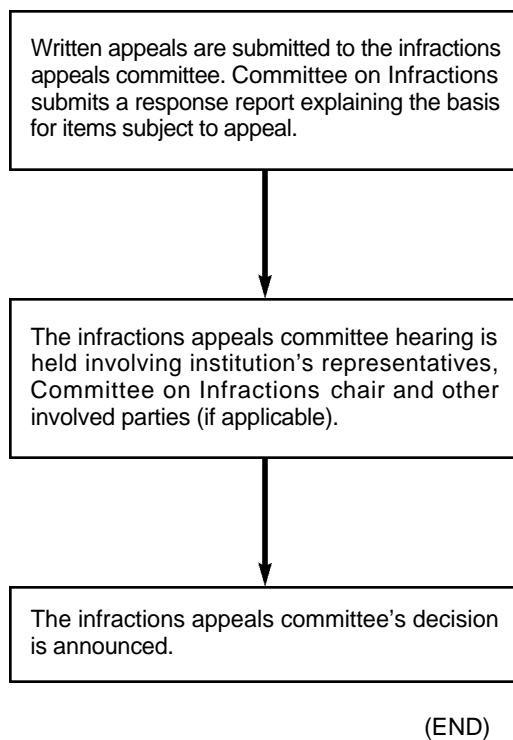 Written appeals are submitted to the infractions
appeals committee. Committee on Infractions
submits a response report explaining the basis
for items subject to appeal.
The infractions appeals committee hearing is
held involving institution’s representatives,
Committee on Infractions chair and other
involved parties (if applicable).
The infractions appeals committee’s decision
is announced.
(END)